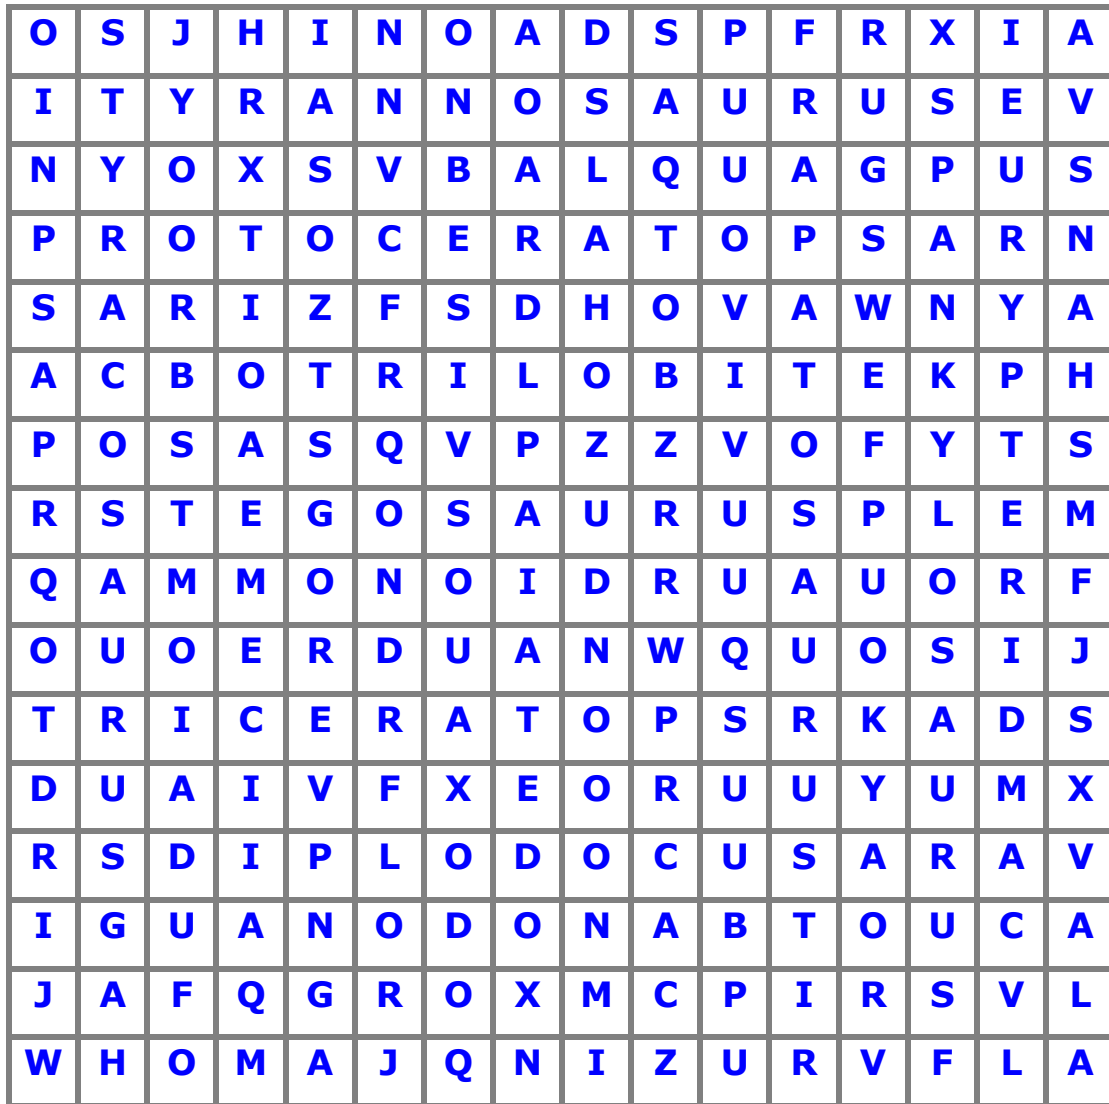 O S J H I N O A D S P F R X I A
I T Y R A N N O S A U R U S E V
N Y O X S V B A L Q U A G P U S
P R O T O C E R A T O P S A R N
S A R I Z F S D H O V A W N Y A
A C B O T R I L O B I T E K P H
P O S A S Q V P Z Z V O F Y T S
R S T E G O S A U R U S P L E M
Q A M M O N O I D R U A U O R F
O U O E R D U A N W Q U O S I J
T R I C E R A T O P S R K A D S
D U A I V F X E O R U U Y U M X
R S D I P L O D O C U S A R A V
I G U A N O D O N A B T O U C A
J A F Q G R O X M C P I R S V L
W H O M A J Q N I Z U R V F L A